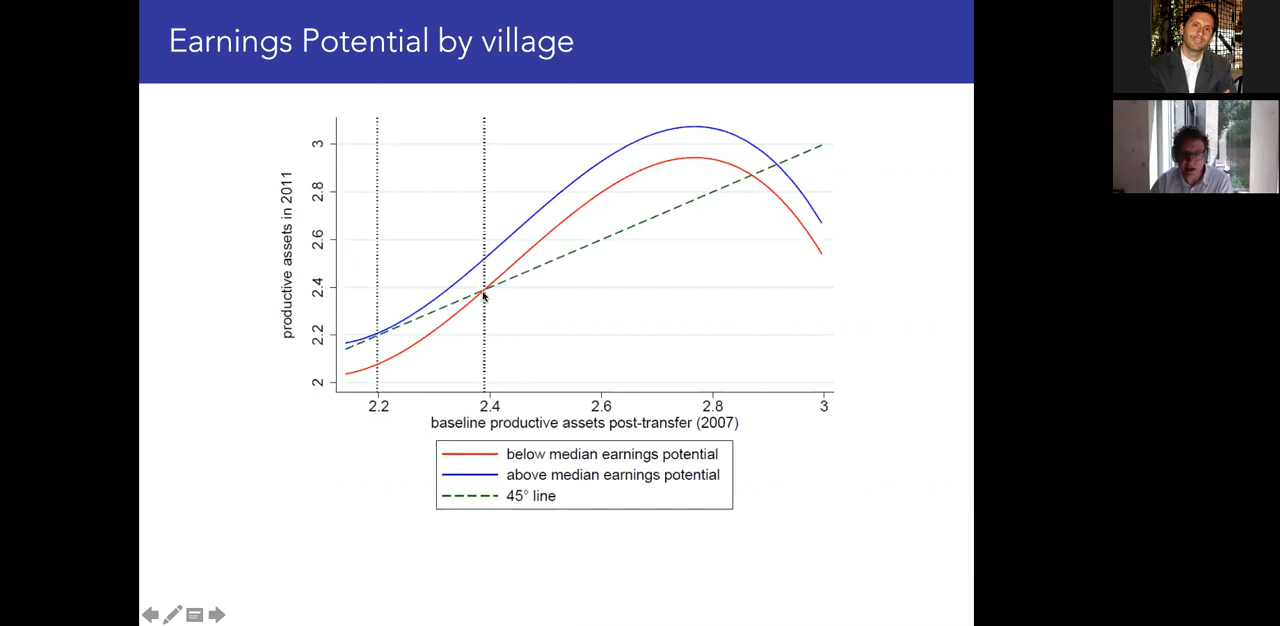 Earnings Potential by village
productive assets in 2011
3
2.8
2.6
2.4
2.2
2
2.2
2.4
2.6
2.8
3
baseline productive assets post-transfer (2007)
below median earnings potential
above median earnings potential
45° line